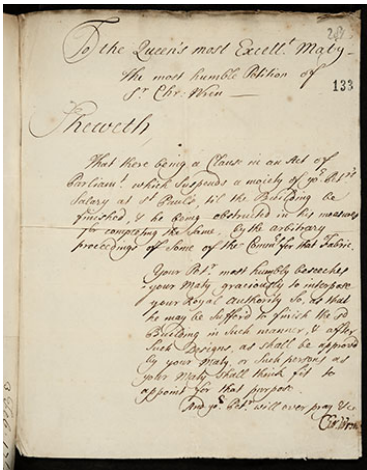 To the Queen's most Excell.t Ma.ty
The most humble Petition of
S.r Chr. Wren
Sheweth,
That there being a Clause in an Act of
Parliam.t which suspends a moiety of yo.r Pet.rs
Salary at S.t Pauls, til the Building be
finished, & he being obstructed in his measures
for completing the same, by the arbitrary
proceedings of some of the Comm.rs for that Fabric.
Your Pet.r most humbly beseeches
your Ma.ty graciously to interpose
your Royal Authority so, as that
he may be suffer'd to finish the s.d
Building in such manner, & after
such Designs, as shall be approv'd
by your Ma.ty, or such persons as
your Ma.ty shall think fit to
appoint for that purpose.
And yo.r Pet.r will ever pray &c
Chr. Wren
133